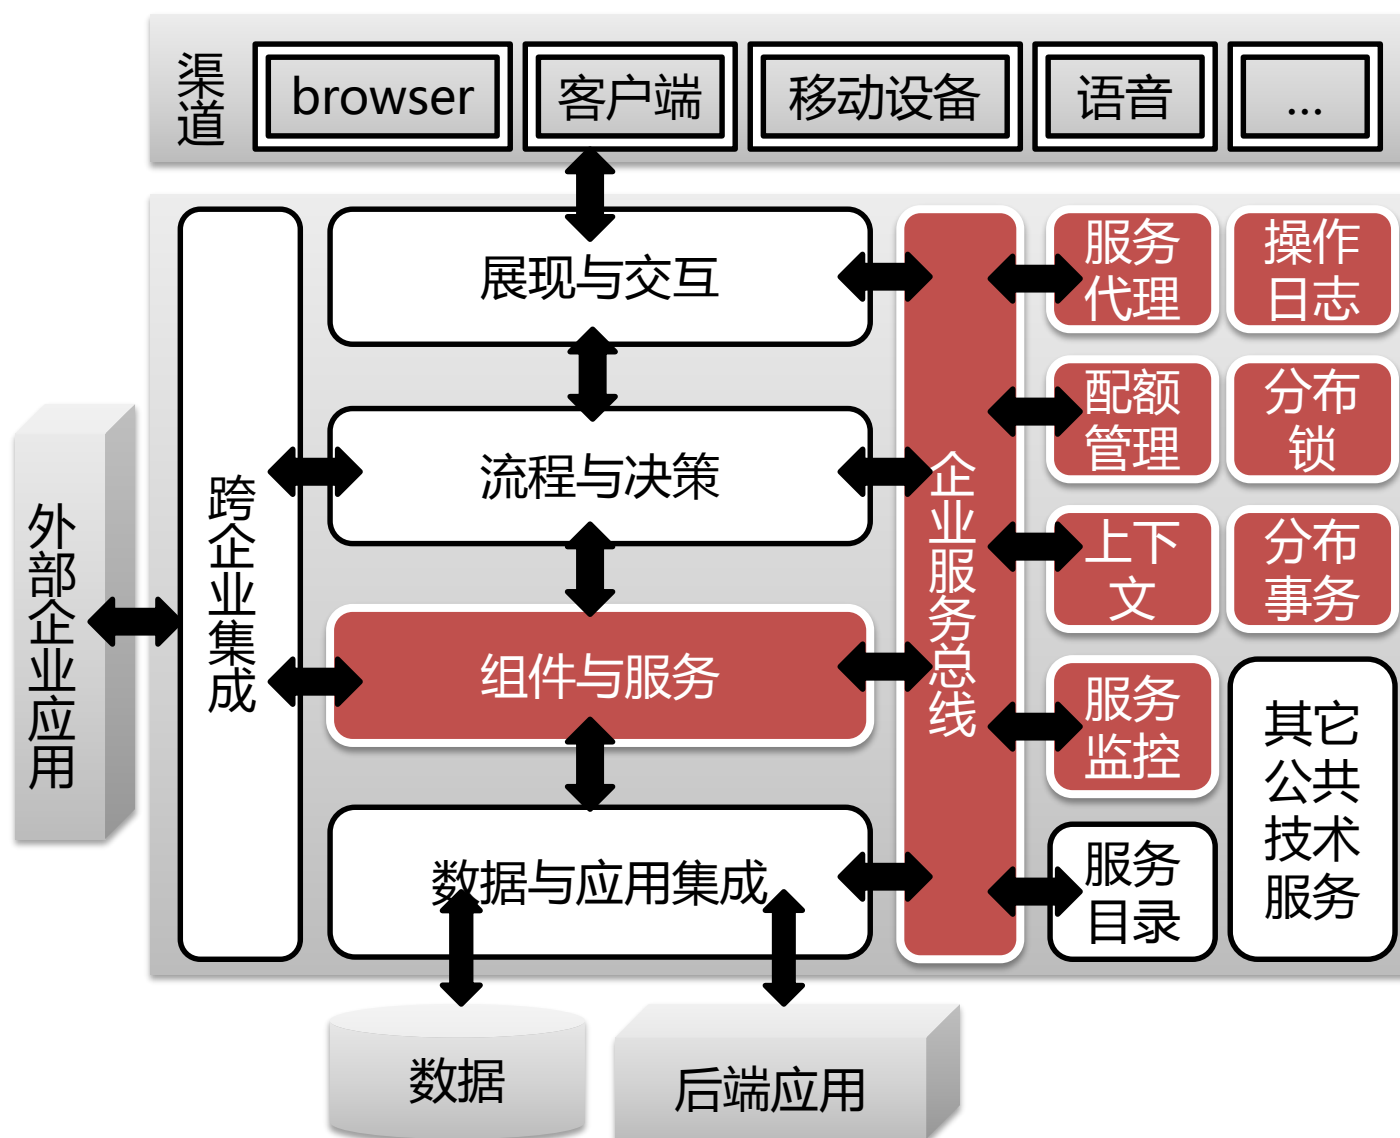 渠道
browser
客户端
移动设备
语音
...
展现与交互
流程与决策
组件与服务
数据与应用集成
跨企业集成
外部企业应用
企业服务总线
服务
代理
操作
日志
配额
管理
分布
锁
上下
文
分布
事务
服务
监控
其它
公共
技术
服务
服务
目录
数据
后端应用